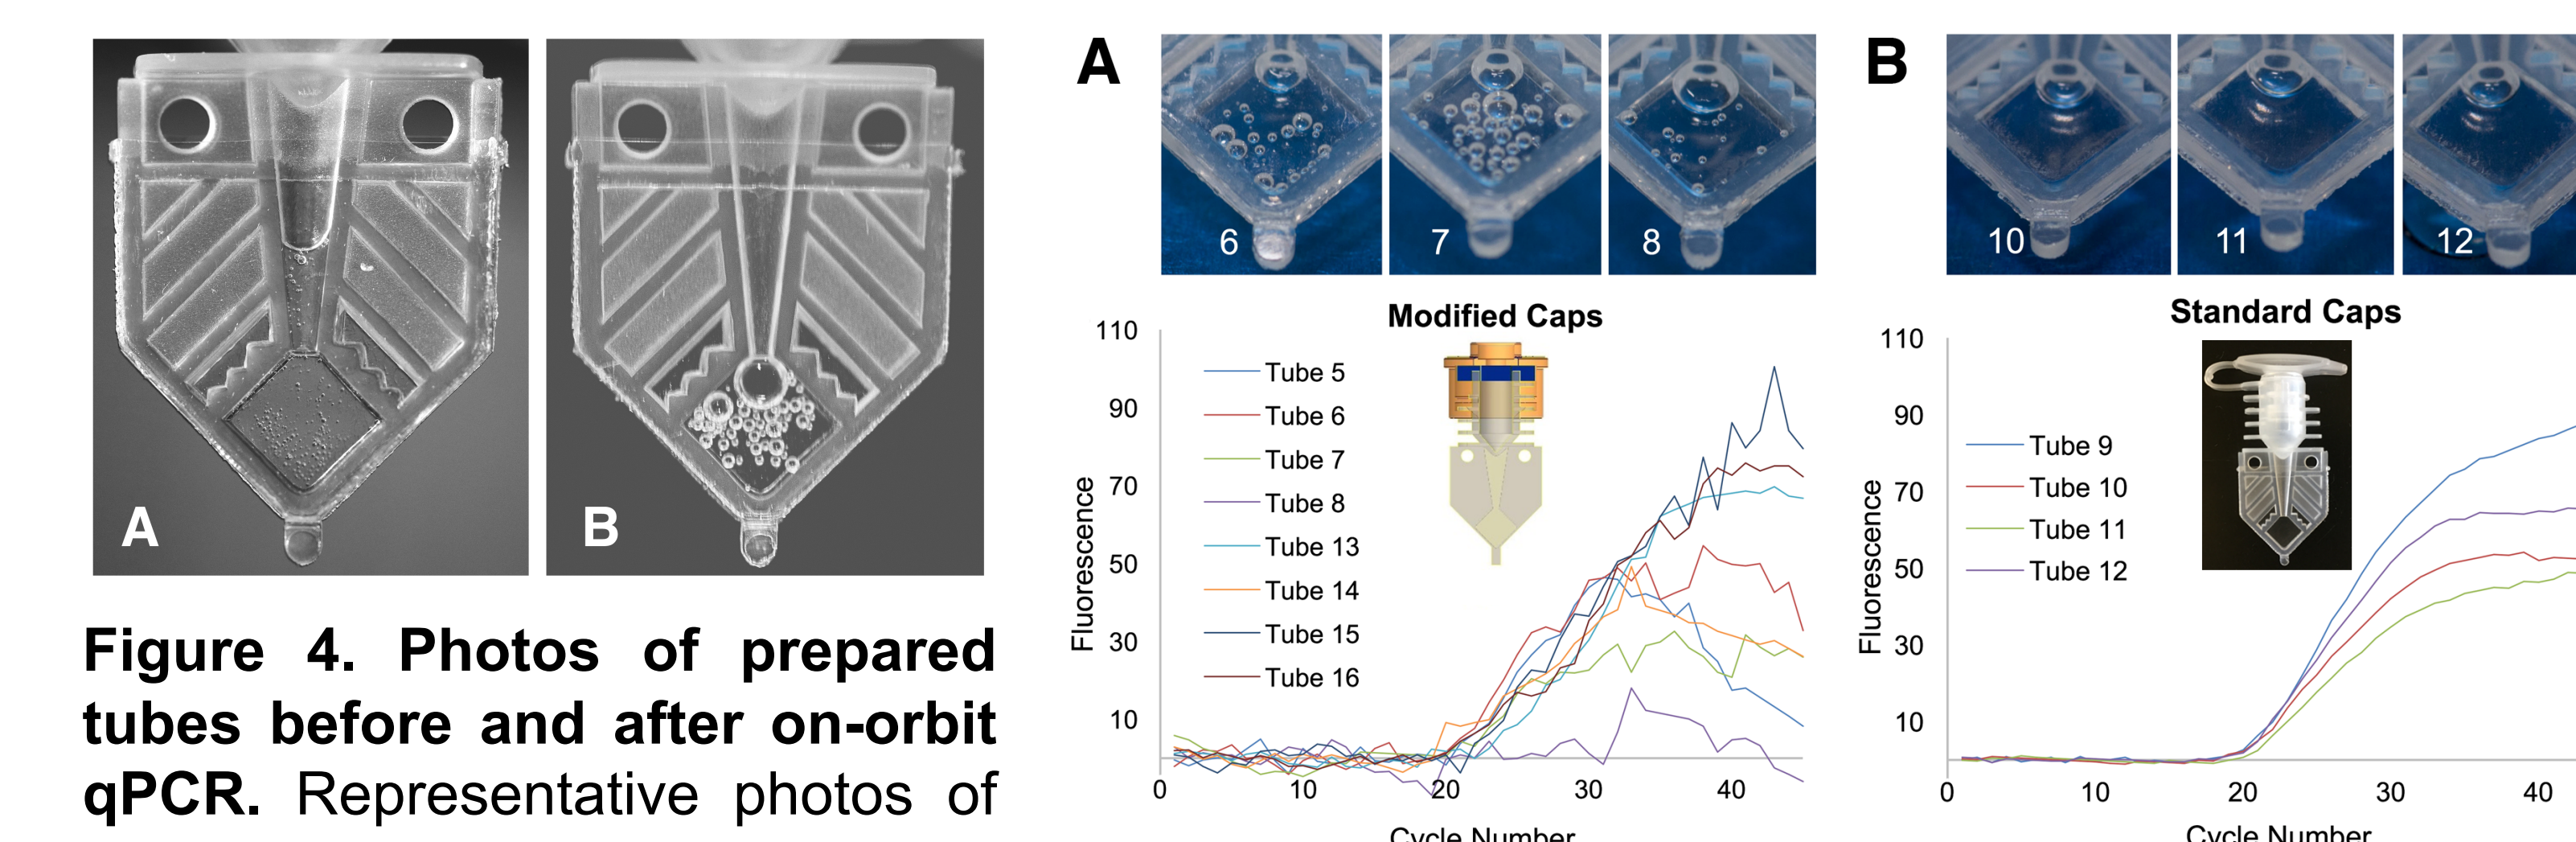 A
B
Figure 4. Photos of prepared
tubes before and after on-orbit
qPCR. Representative photos of
A
6
7
8
Modified Caps
110
90
70
50
30
10
Fluorescence
Tube 5
Tube 6
Tube 7
Tube 8
Tube 13
Tube 14
Tube 15
Tube 16
0
10
20
30
40
Cycle Number
B
10
11
12
Standard Caps
110
90
70
50
30
10
Fluorescence
Tube 9
Tube 10
Tube 11
Tube 12
0
10
20
30
40
Cycle Number